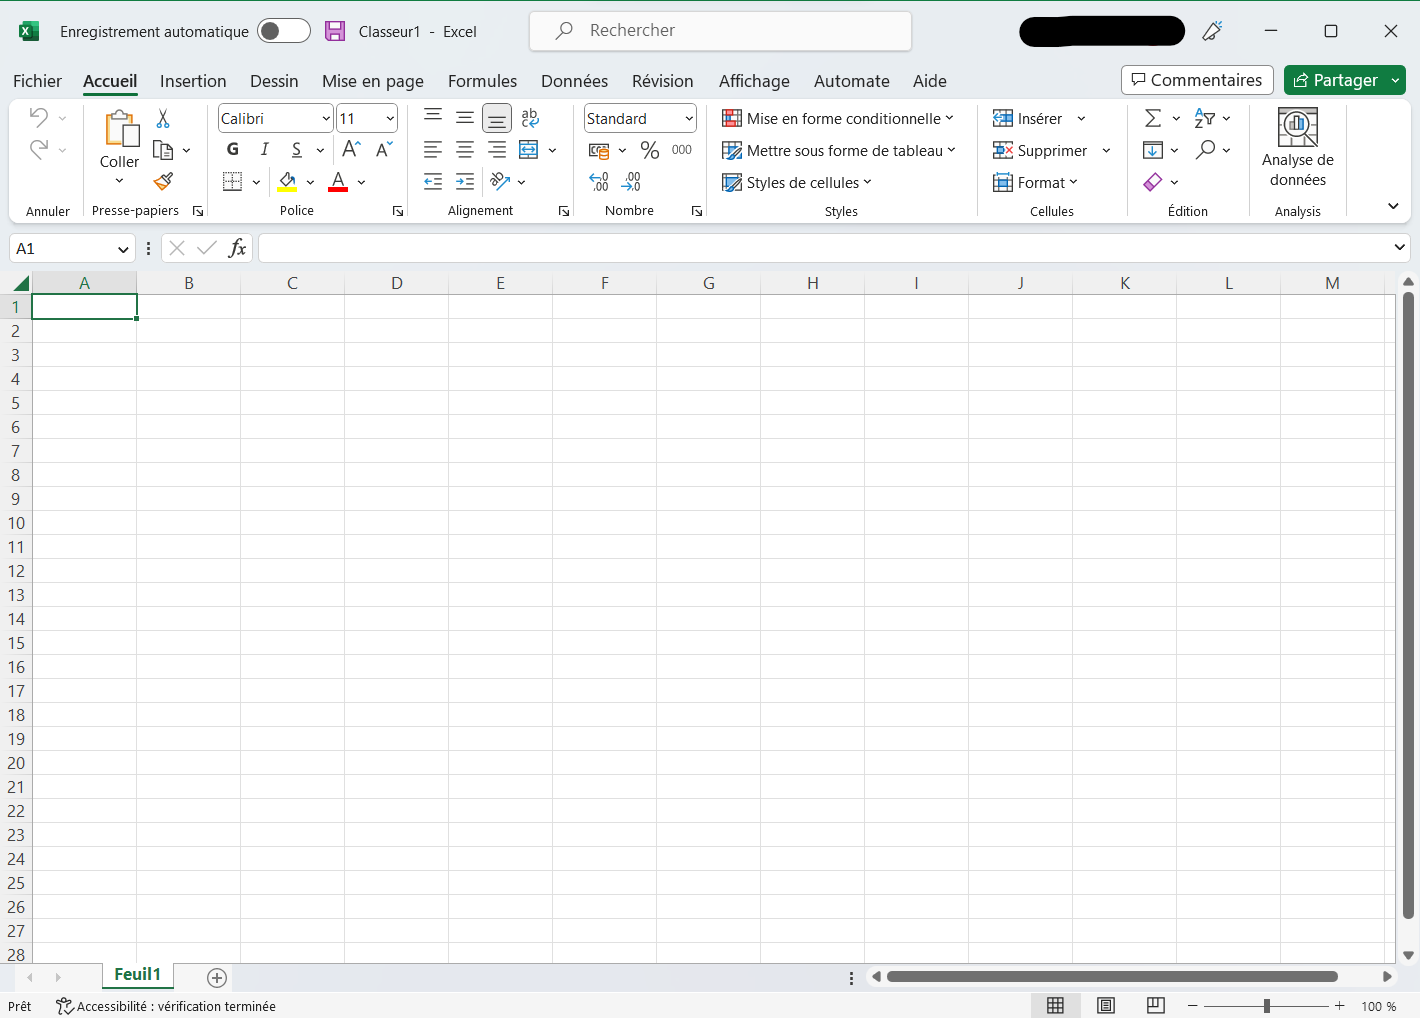 Enregistrement automatique Classeur1 - Excel Rechercher
Fichier Accueil Insertion Dessin Mise en page Formules Données Révision Affichage Automate Aide Commentaires Partager
Calibri 11 Standard Mise en forme conditionnelle Insérer
Coller G I S A A % 000 Mettre sous forme de tableau Supprimer Analyse de données
A Styles de cellules Format
Annuler Presse-papiers Police Alignement Nombre Styles Cellules Édition Analysis
A1 fx
A B C D E F G H I J K L M
1
2
3
4
5
6
7
8
9
10
11
12
13
14
15
16
17
18
19
20
21
22
23
24
25
26
27
28
Feuil1
Prêt Accessibilité : vérification terminée 100 %